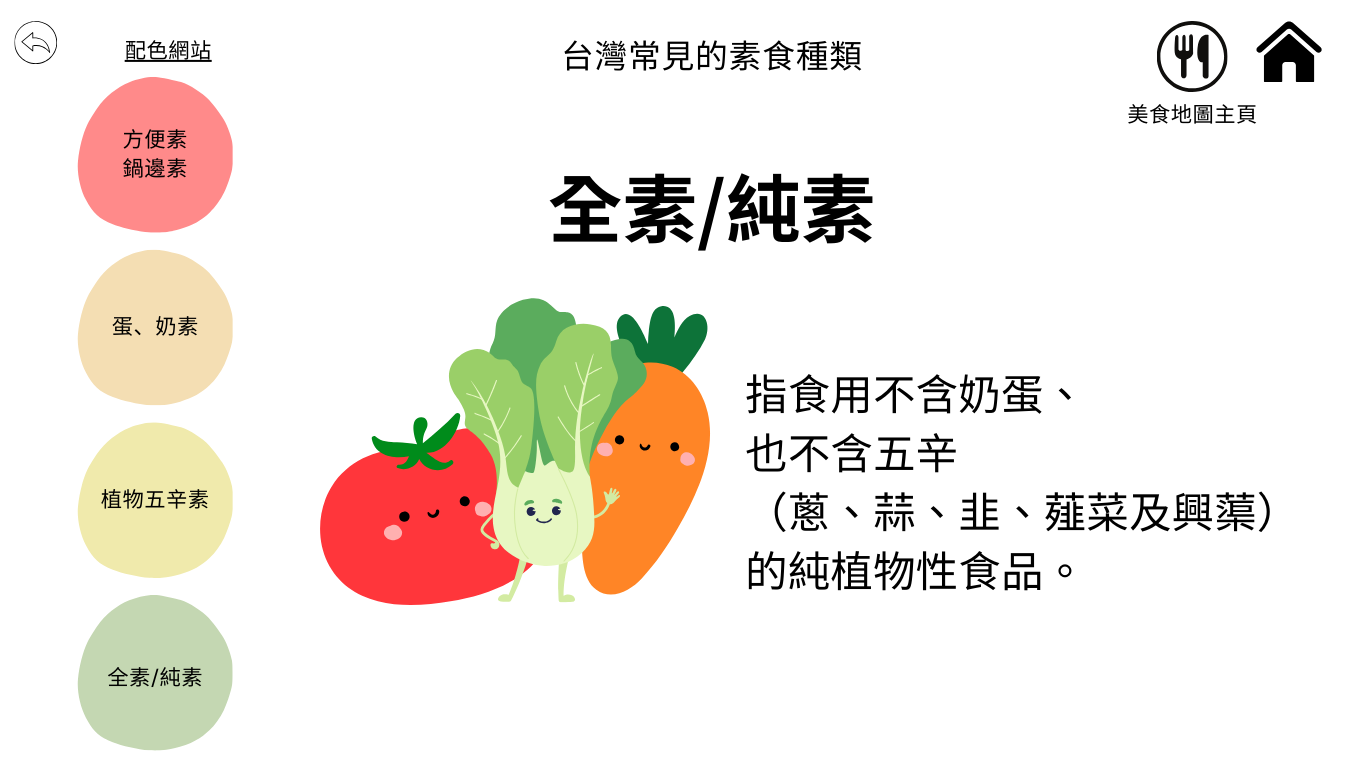 配色網站
台灣常見的素食種類
美食地圖主頁
方便素
鍋邊素
蛋、奶素
植物五辛素
全素/純素
全素/純素
指食用不含奶蛋、
也不含五辛
（蔥、蒜、韭、薤菜及興蕖）
的純植物性食品。